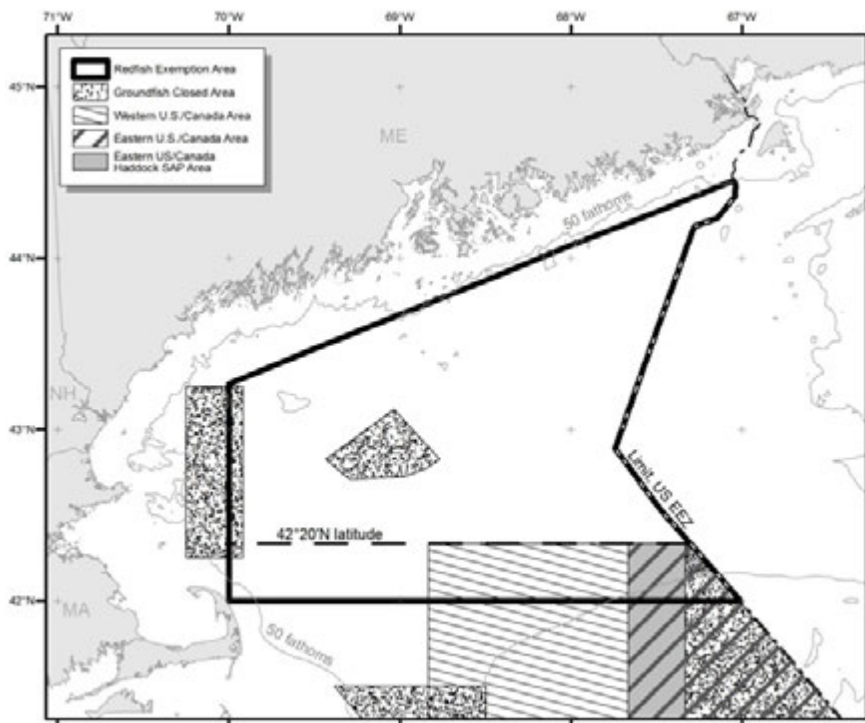 71°W
70°W
69°W
68°W
67°W
Redfish Exemption Area
Groundfish Closed Area
Western U.S./Canada Area
Eastern U.S./Canada Area
Eastern US/Canada
Haddock SAP Area
45°N
ME
50 fathoms
44°N
NH
43°N
Limit, US EEZ
42°20'N latitude
42°N
MA
50 fathoms